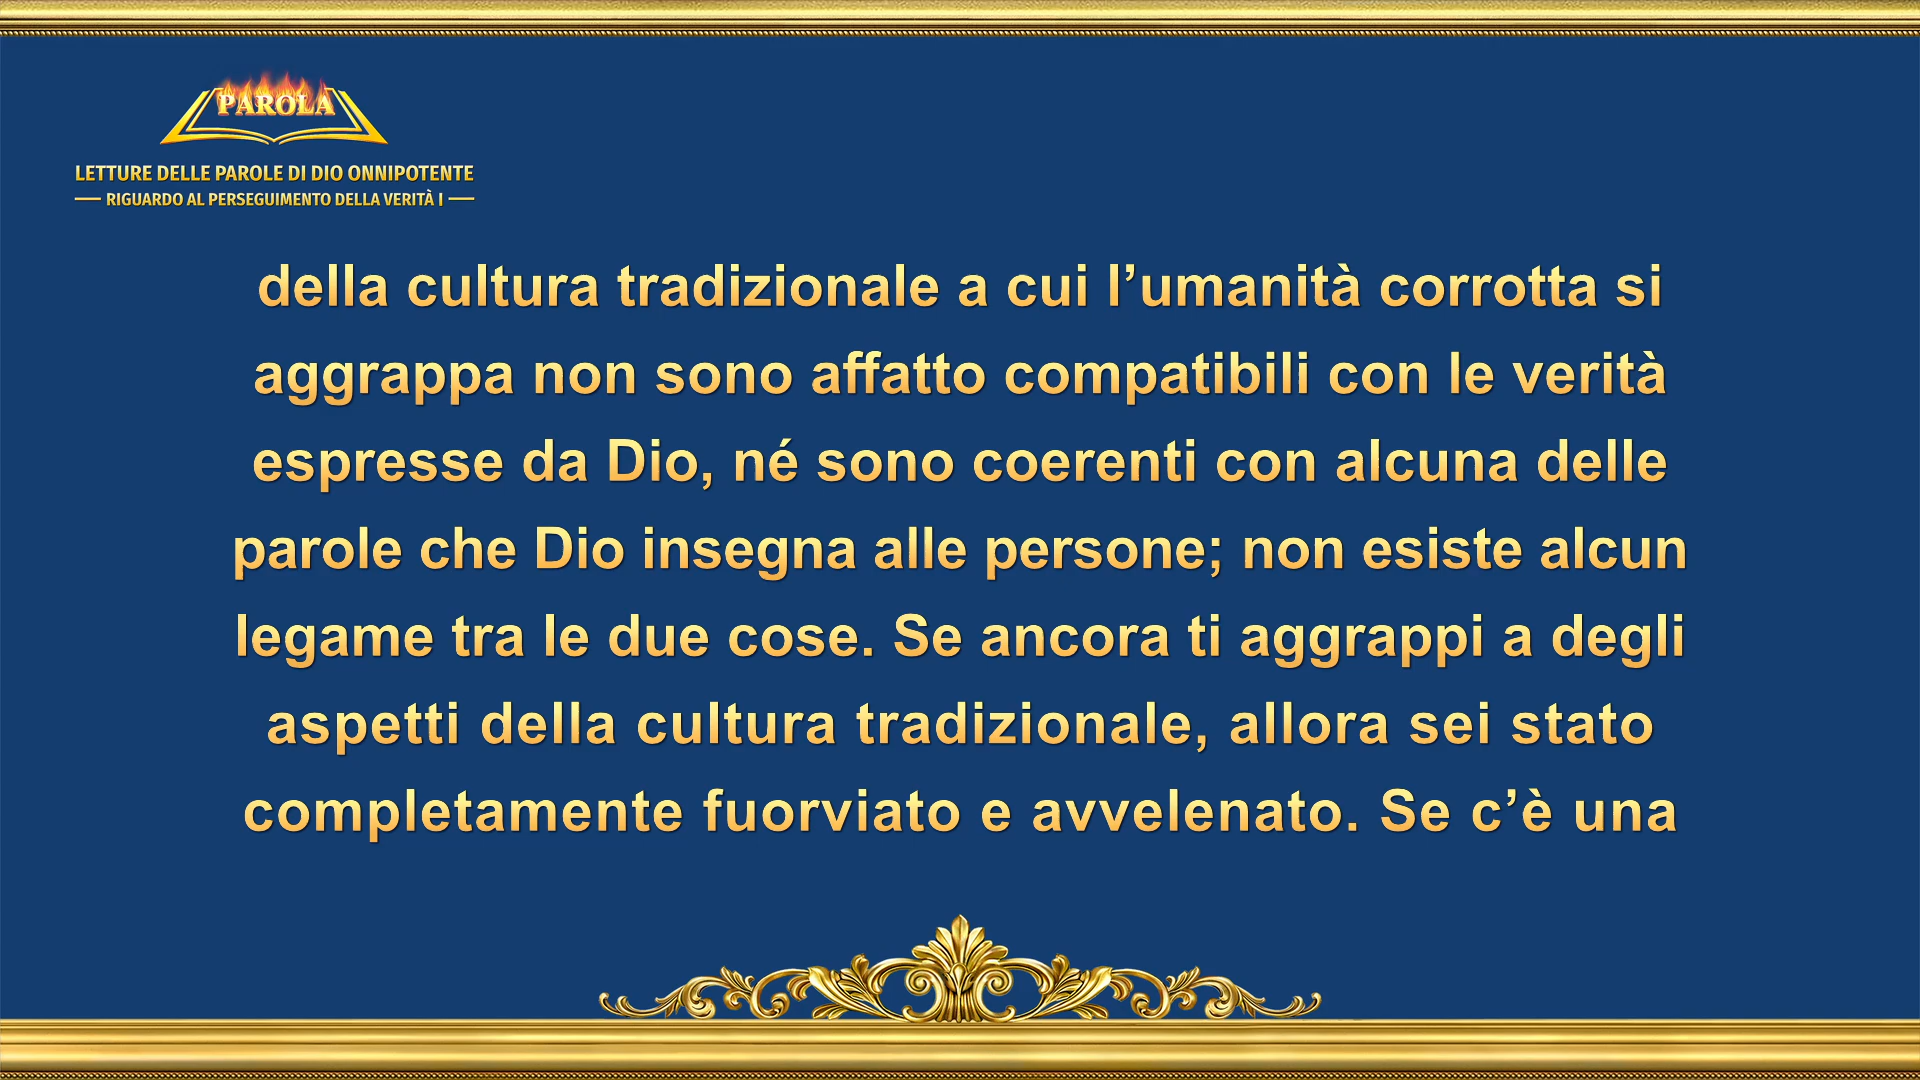 PAROLA
LETTURE DELLE PAROLE DI DIO ONNIPOTENTE
RIGUARDO AL PERSEGUIMENTO DELLA VERITÀ I
della cultura tradizionale a cui l’umanità corrotta si
aggrappa non sono affatto compatibili con le verità
espresse da Dio, né sono coerenti con alcuna delle
parole che Dio insegna alle persone; non esiste alcun
legame tra le due cose. Se ancora ti aggrappi a degli
aspetti della cultura tradizionale, allora sei stato
completamente fuorviato e avvelenato. Se c’è una